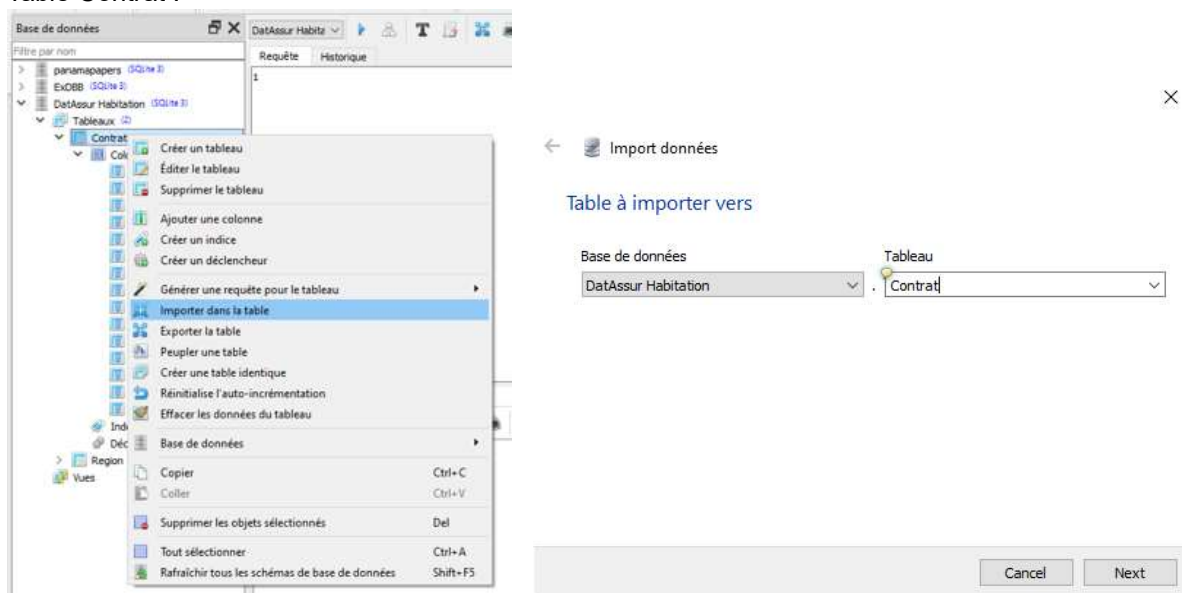 Base de données
Filtre par nom
panamapapers (SQLite 3)
ExOBB (SQLite 3)
DatAssur Habitation (SQLite 3)
Tableaux (2)
Contrat
Col
Ind
Déc
Region
Vues
DatAssur Habita
Requête Historique
1
Créer un tableau
Éditer le tableau
Supprimer le tableau
Ajouter une colonne
Créer un indice
Créer un déclencheur
Générer une requête pour le tableau
Importer dans la table
Exporter la table
Peupler une table
Créer une table identique
Réinitialise l'auto-incrémentation
Effacer les données du tableau
Base de données
Copier Ctrl+C
Coller Ctrl+V
Supprimer les objets sélectionnés Del
Tout sélectionner Ctrl+A
Rafraîchir tous les schémas de base de données Shift+F5
Import données
Table à importer vers
Base de données Tableau
DatAssur Habitation . Contrat
Cancel Next